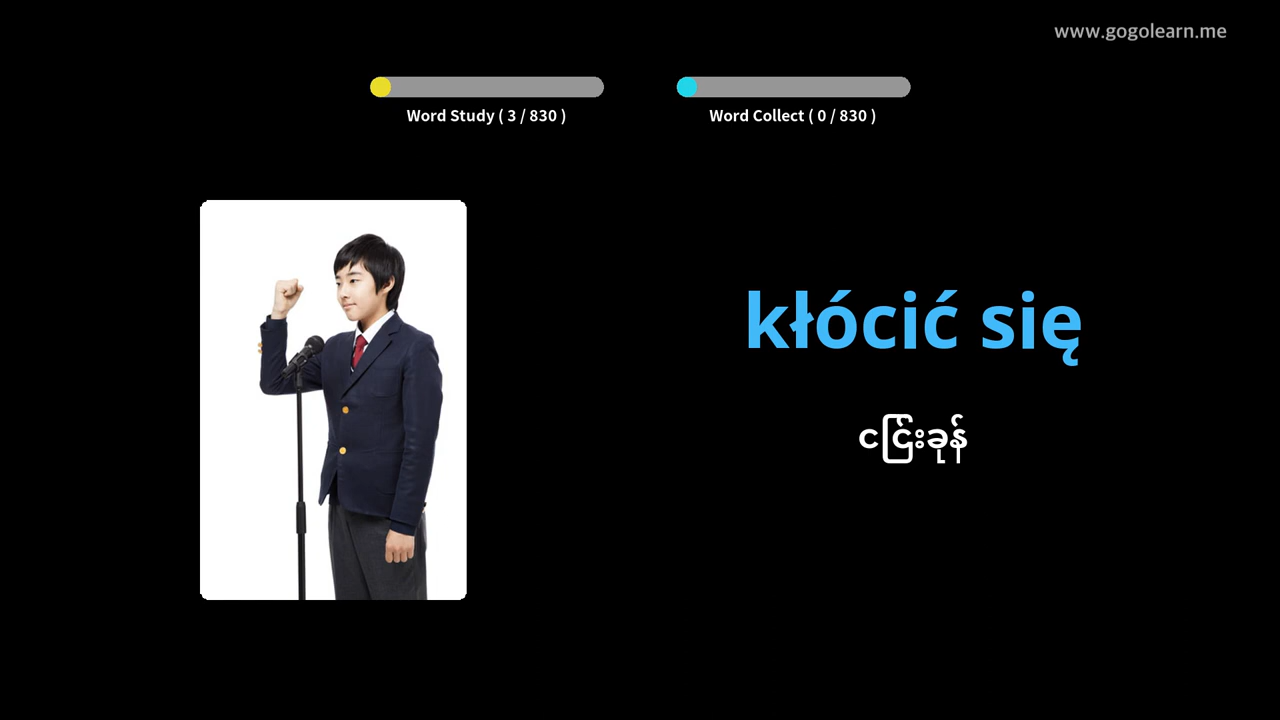 www.gogolearn.me
Word Study ( 3 / 830 )
Word Collect ( 0 / 830 )
kłócić się
ငြင်းခုန်